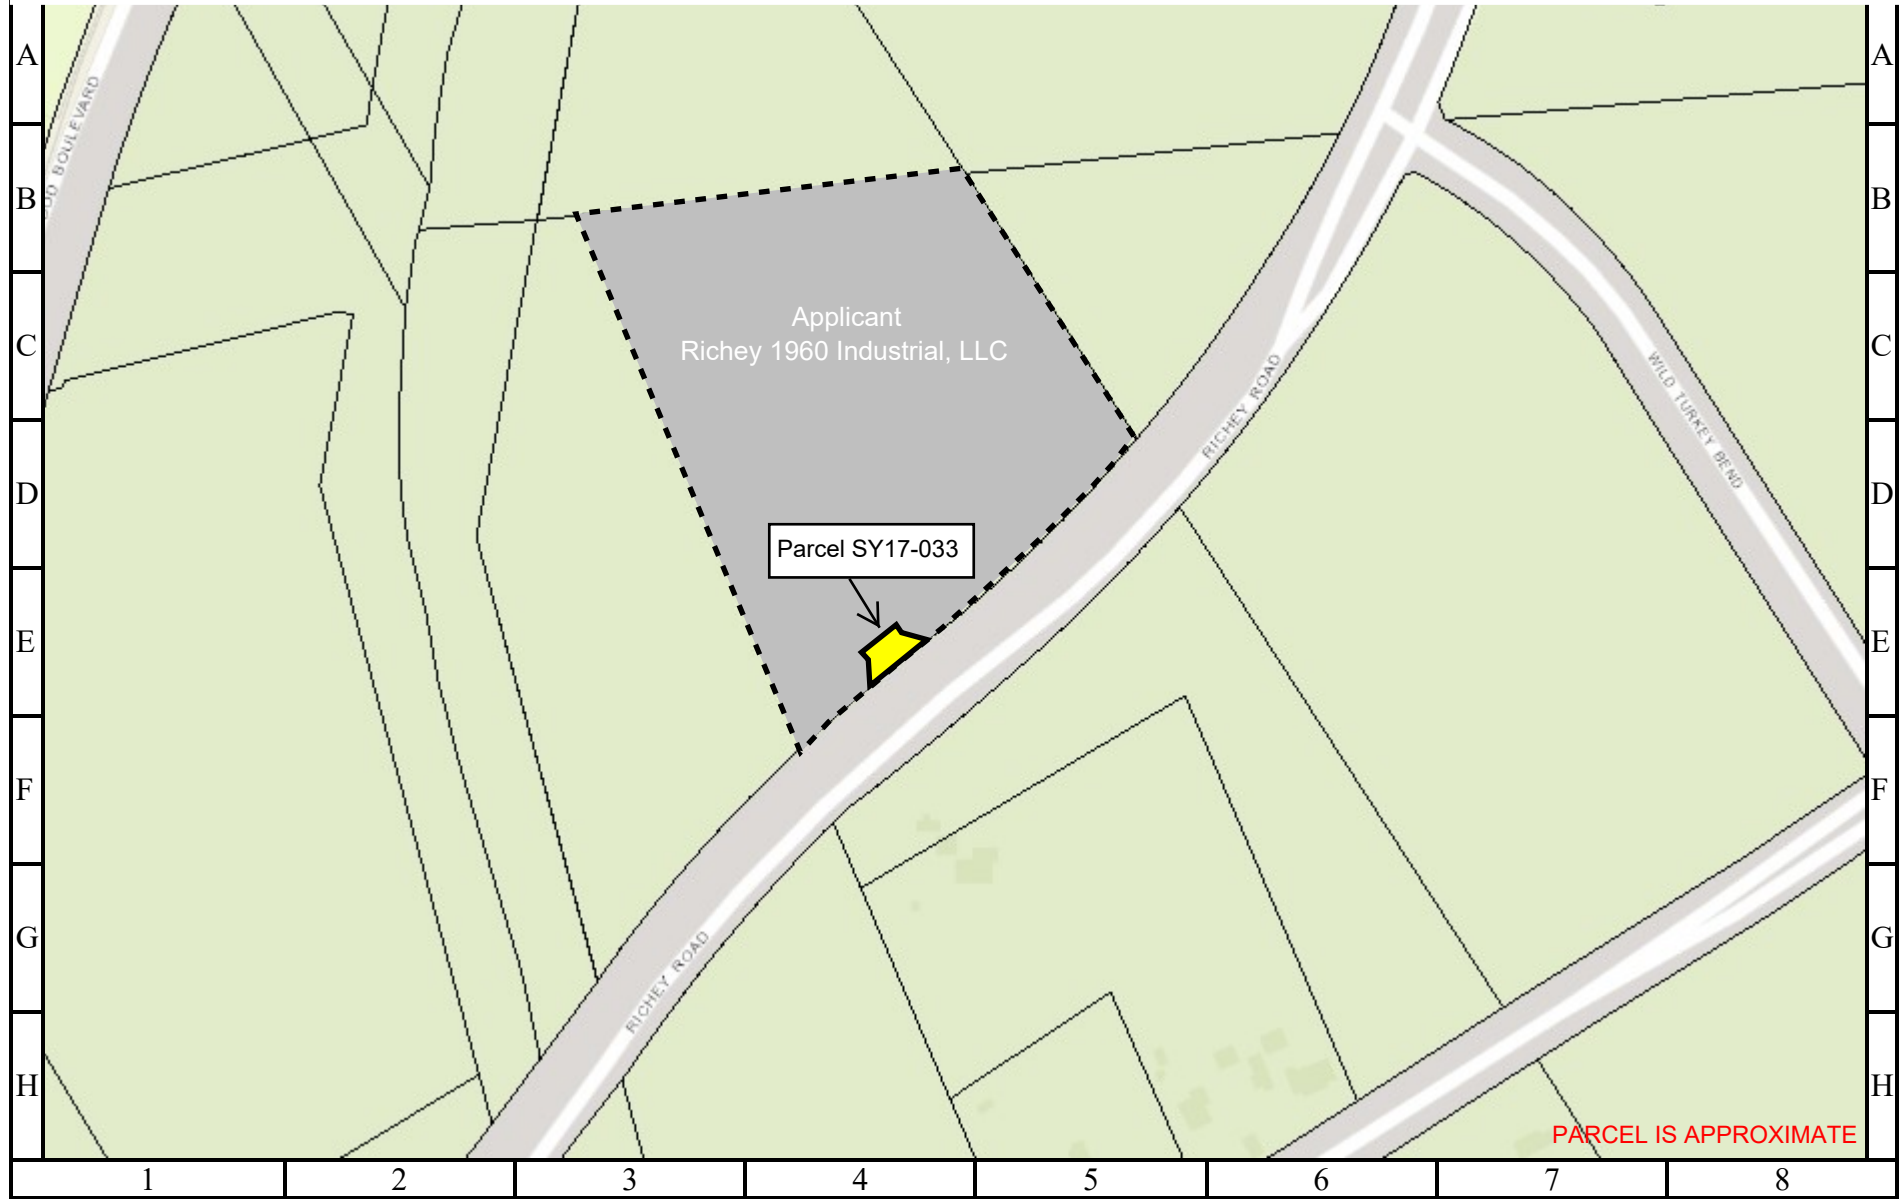 A
A
BOULEVARD
B
B
Applicant
Richey 1960 Industrial, LLC
C
C
RICHEY ROAD
WILD TURKEY BEND
D
D
Parcel SY17-033
E
E
F
F
G
G
RICHEY ROAD
H
H
PARCEL IS APPROXIMATE
1 2 3 4 5 6 7 8